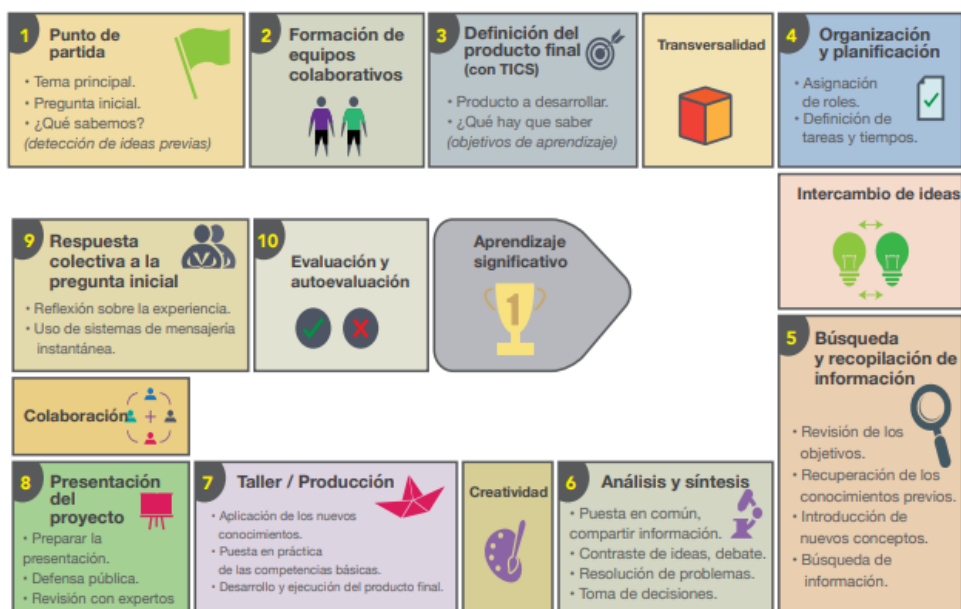 1
Punto de
partida
• Tema principal.
• Pregunta inicial.
• ¿Qué sabemos?
(detección de ideas previas)
2
Formación de
equipos
colaborativos
3
Definición del
producto final
(con TICS)
• Producto a desarrollar.
• ¿Qué hay que saber
(objetivos de aprendizaje)
Transversalidad
4
Organización
y planificación
• Asignación
de roles.
• Definición de
tareas y tiempos.
Intercambio de ideas
5
Búsqueda
y recopilación de
información
• Revisión de los
objetivos.
• Recuperación de los
conocimientos previos.
• Introducción de
nuevos conceptos.
• Búsqueda de
información.
6
Análisis y síntesis
• Puesta en común,
compartir información.
• Contraste de ideas, debate.
• Resolución de problemas.
• Toma de decisiones.
Creatividad
7
Taller / Producción
• Aplicación de los nuevos
conocimientos.
• Puesta en práctica
de las competencias básicas.
• Desarrollo y ejecución del producto final.
8
Presentación
del
proyecto
• Preparar la
presentación.
• Defensa pública.
• Revisión con expertos
Colaboración
9
Respuesta
colectiva a la
pregunta inicial
• Reflexión sobre la experiencia.
• Uso de sistemas de mensajería
instantánea.
10
Evaluación y
autoevaluación
Aprendizaje
significativo
1